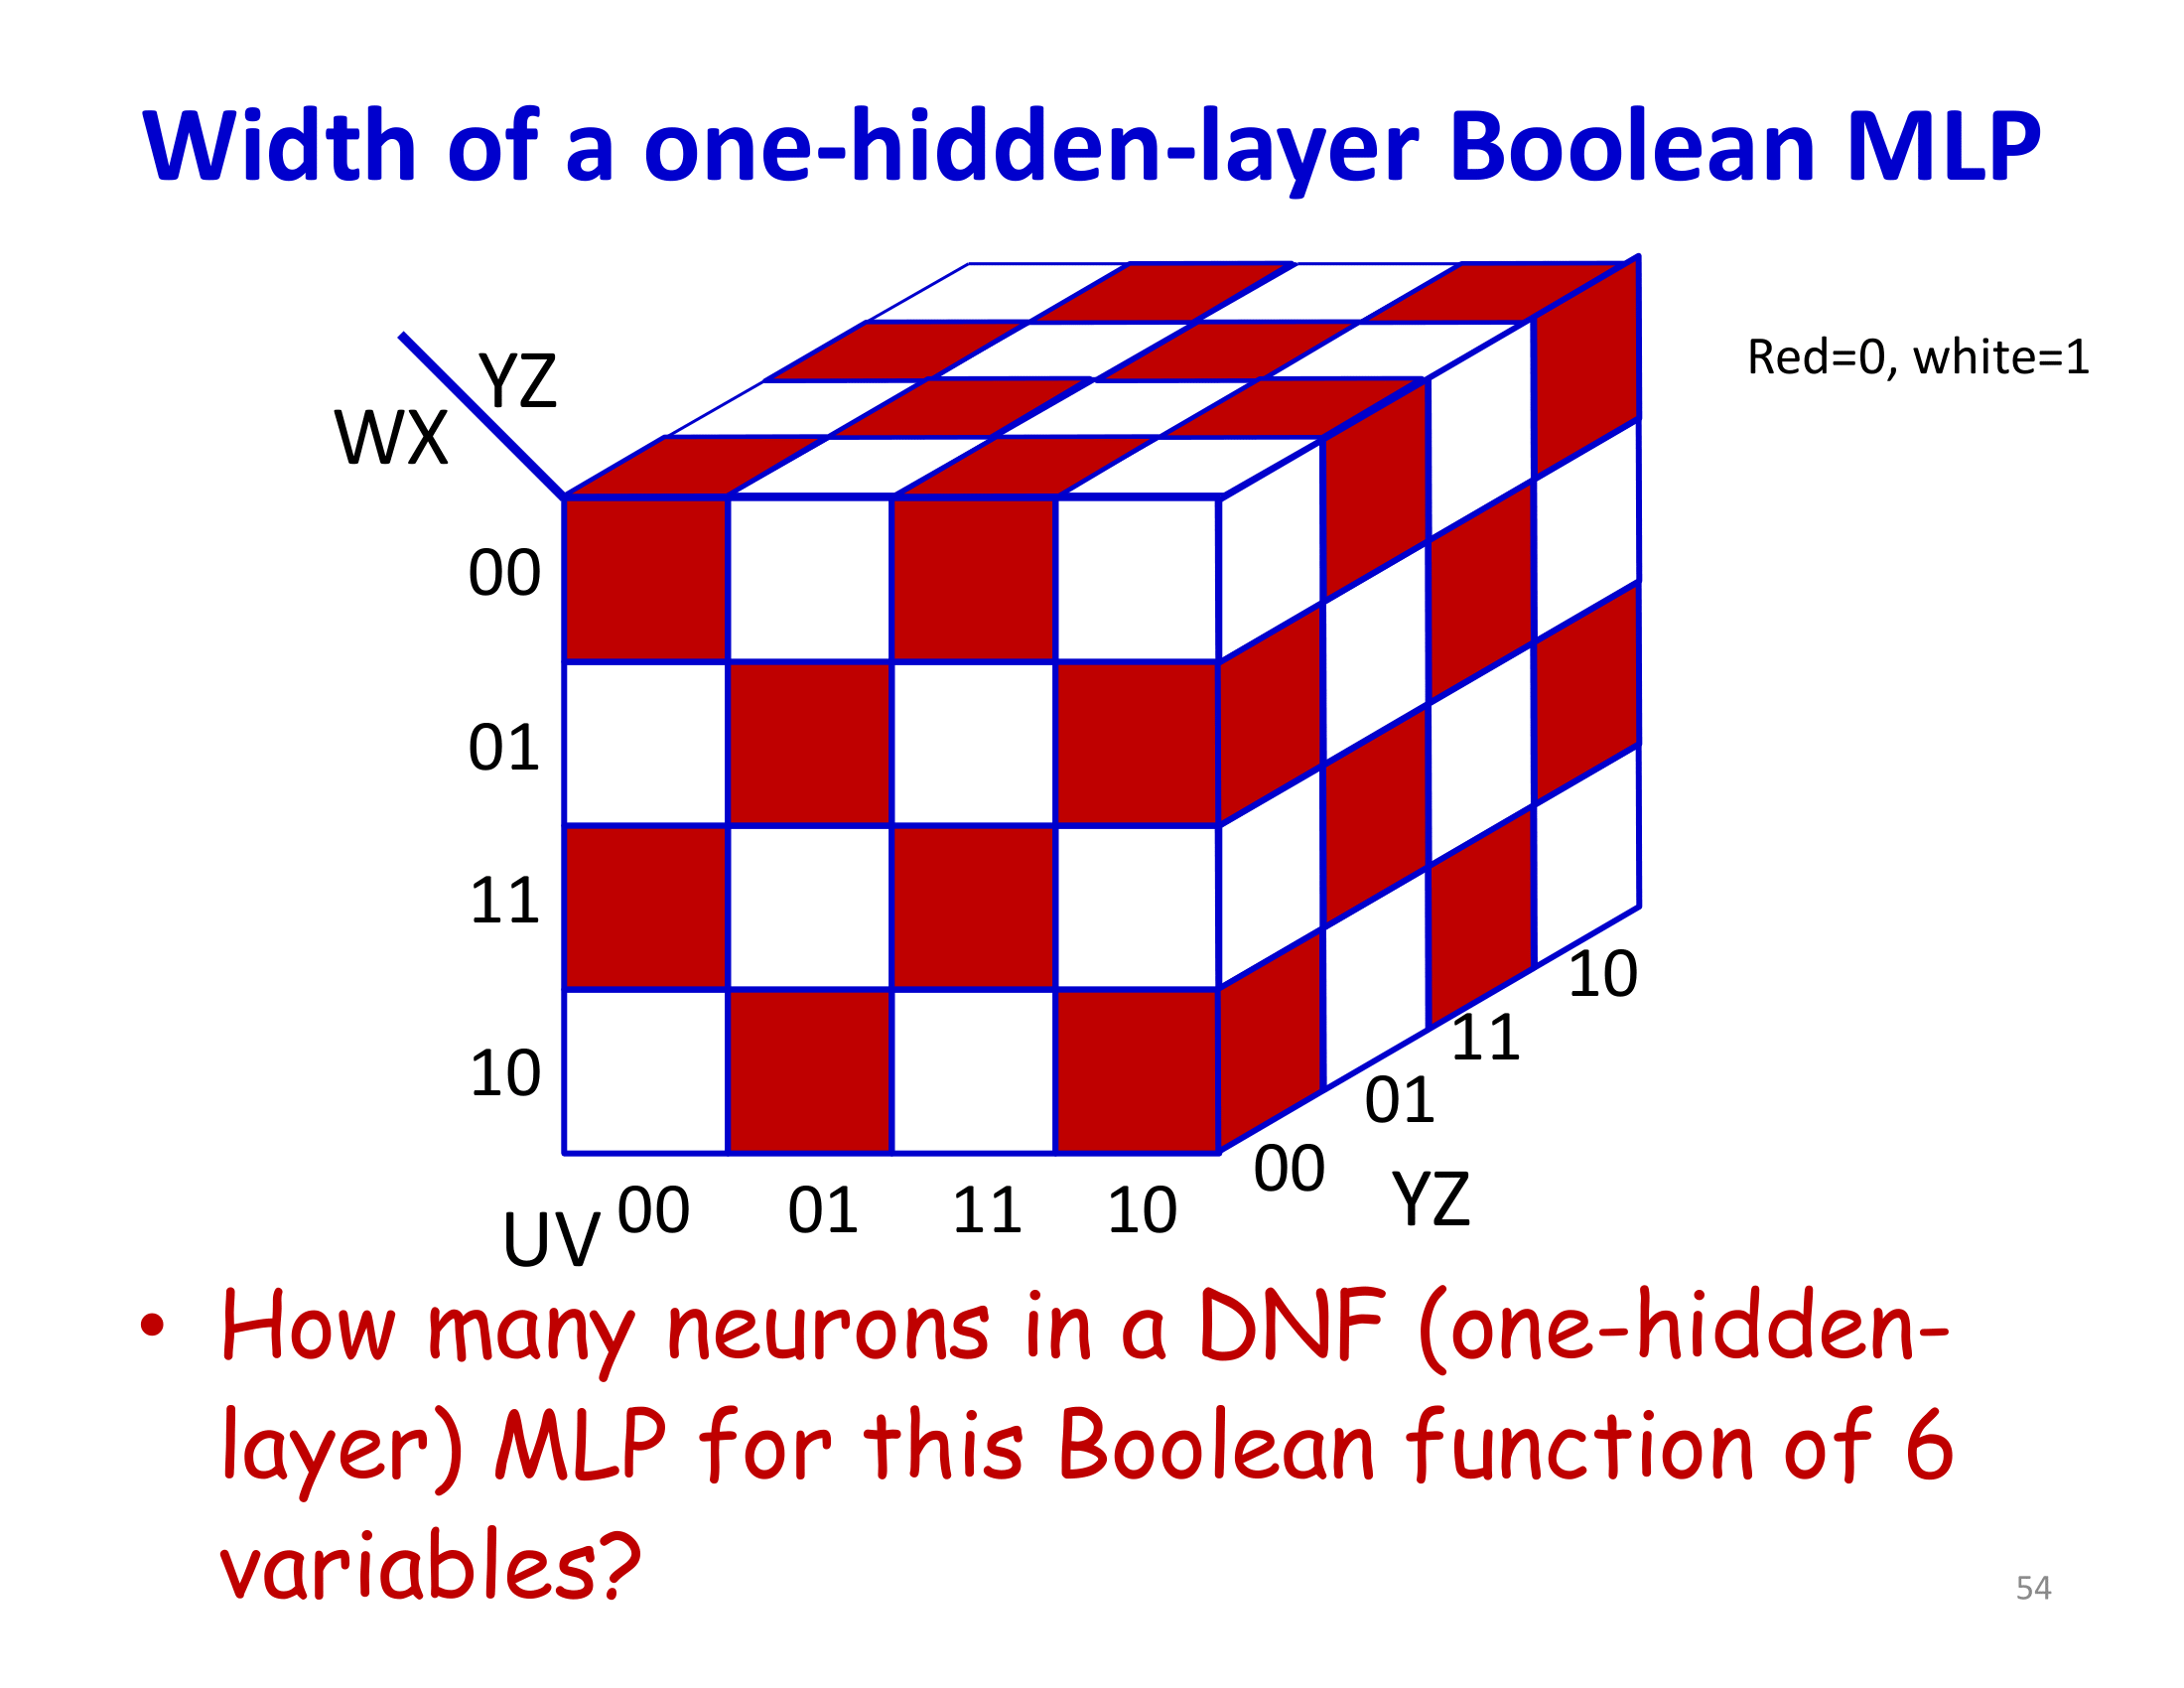 Width of a one-hidden-layer Boolean MLP
Red=0, white=1
YZ
WX
00
01
11
10
10
11
01
00
YZ
00 01 11 10
UV
• How many neurons in a DNF (one-hidden-
layer) MLP for this Boolean function of 6
variables?
54